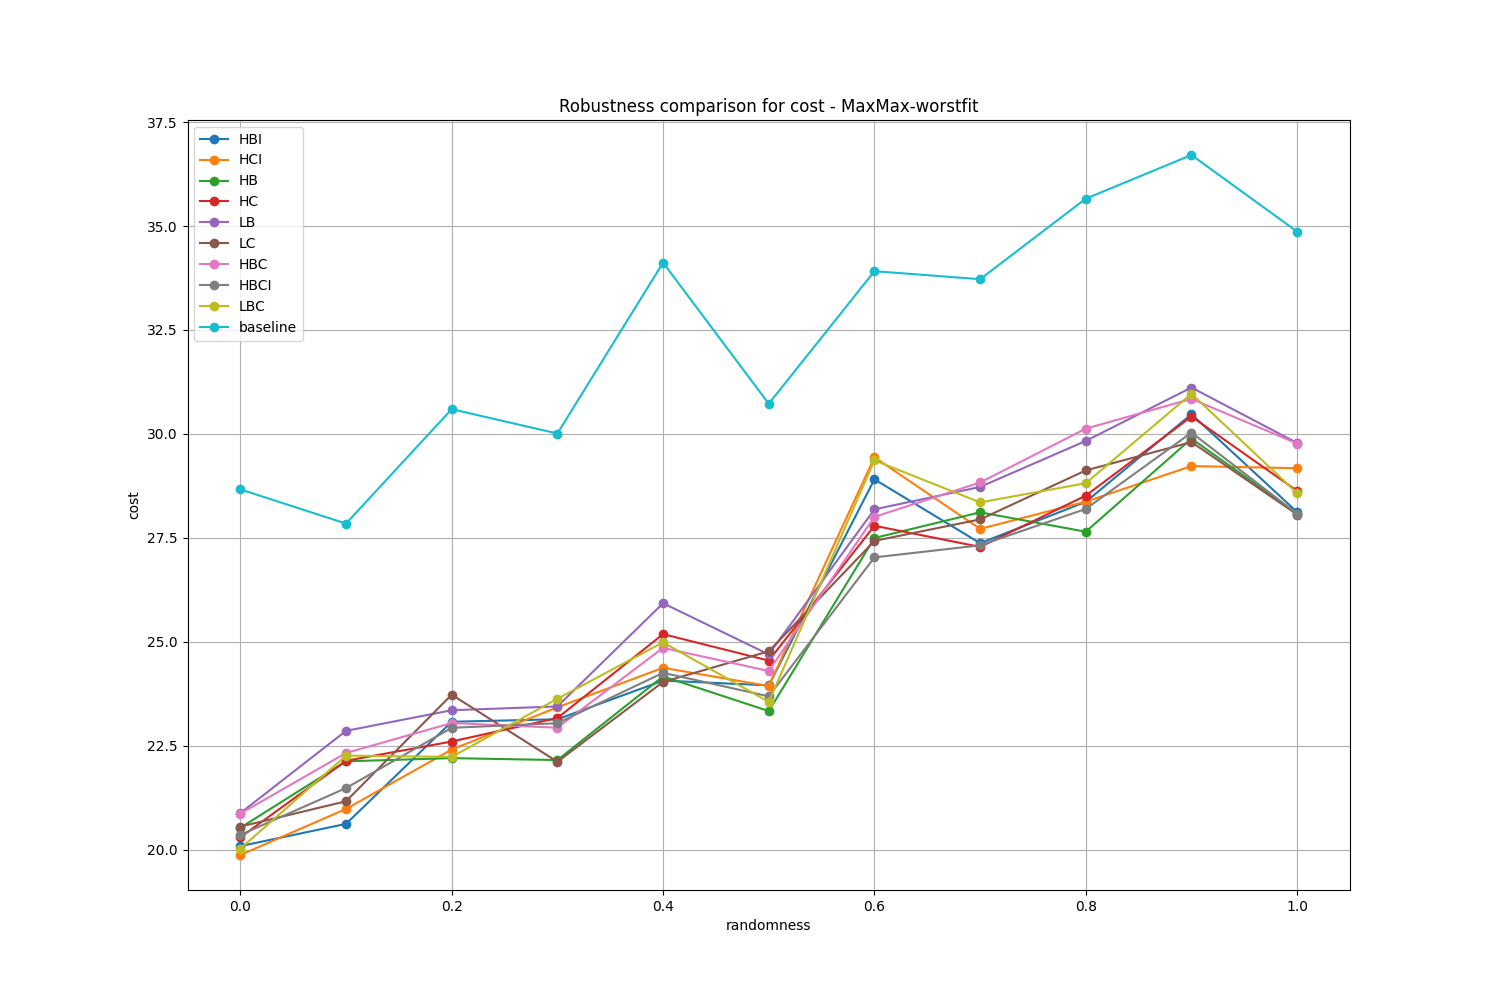 Robustness comparison for cost - MaxMax-worstfit
37.5
35.0
32.5
30.0
27.5
25.0
22.5
20.0
cost
HBI
HCI
HB
HC
LB
LC
HBC
HBCI
LBC
baseline
0.0 0.2 0.4 0.6 0.8 1.0
randomness